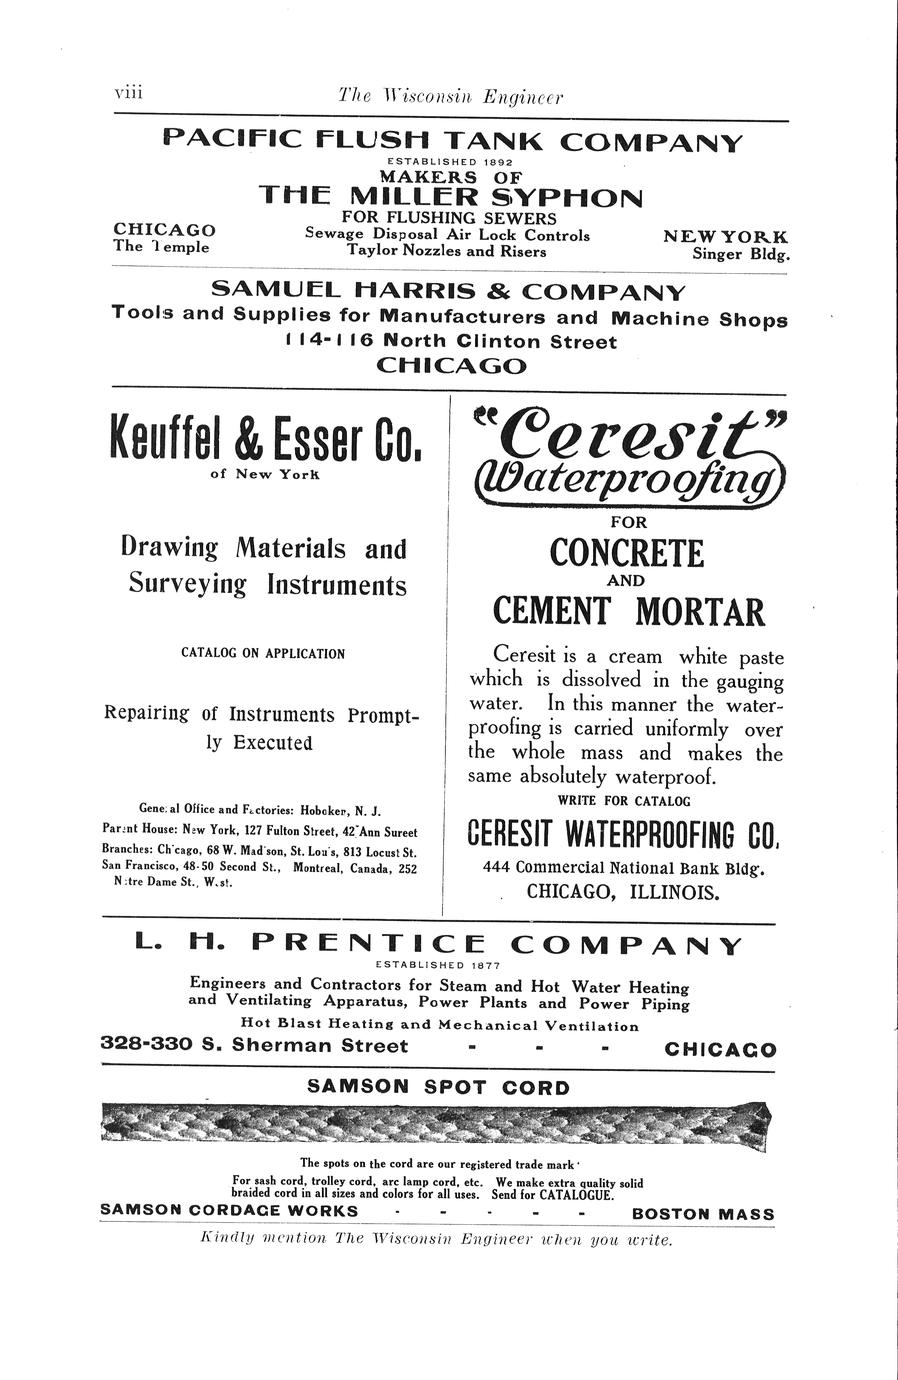 viii
The Wisconsin Engineer
PACIFIC FLUSH TANK COMPANY
ESTABLISHED 1892
MAKERS OF
THE MILLER SYPHON
FOR FLUSHING SEWERS
CHICAGO
The Temple
Sewage Disposal Air Lock Controls
Taylor Nozzles and Risers
NEW YORK
Singer Bldg.
SAMUEL HARRIS & COMPANY
Tools and Supplies for Manufacturers and Machine Shops
114-116 North Clinton Street
CHICAGO
Keuffel & Esser Co.
of New York
Drawing Materials and
Surveying Instruments
CATALOG ON APPLICATION
Repairing of Instruments Prompt-
ly Executed
General Office and Factories: Hoboken, N. J.
Parent House: New York, 127 Fulton Street, 42 Ann Sureet
Branches: Chicago, 68 W. Madison, St. Louis, 813 Locust St.
San Francisco, 48-50 Second St., Montreal, Canada, 252
Notre Dame St., West.
"Ceresit"
Waterproofing
FOR
CONCRETE
AND
CEMENT MORTAR
Ceresit is a cream white paste
which is dissolved in the gauging
water. In this manner the water-
proofing is carried uniformly over
the whole mass and makes the
same absolutely waterproof.
WRITE FOR CATALOG
CERESIT WATERPROOFING CO.
444 Commercial National Bank Bldg.
CHICAGO, ILLINOIS.
L. H. PRENTICE COMPANY
ESTABLISHED 1877
Engineers and Contractors for Steam and Hot Water Heating
and Ventilating Apparatus, Power Plants and Power Piping
Hot Blast Heating and Mechanical Ventilation
328-330 S. Sherman Street - - - CHICAGO
SAMSON SPOT CORD
The spots on the cord are our registered trade mark
For sash cord, trolley cord, arc lamp cord, etc. We make extra quality solid
braided cord in all sizes and colors for all uses. Send for CATALOGUE.
SAMSON CORDAGE WORKS - - - - - BOSTON MASS
Kindly mention The Wisconsin Engineer when you write.